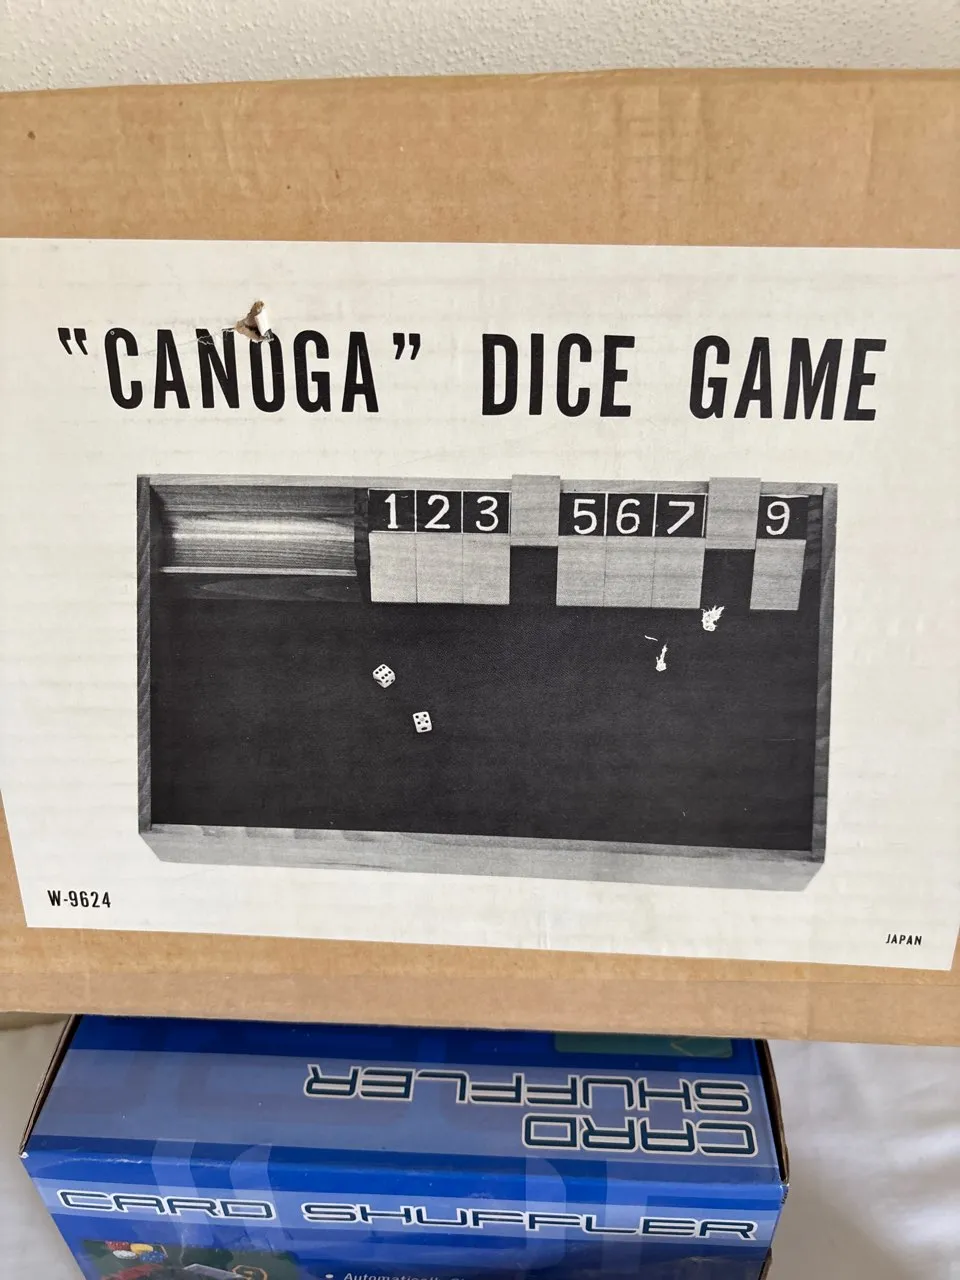 “CANOGA” DICE GAME
1 2 3 5 6 7 9
W-9624
JAPAN
CARD
SHUFFLER
CARD SHUFFLER